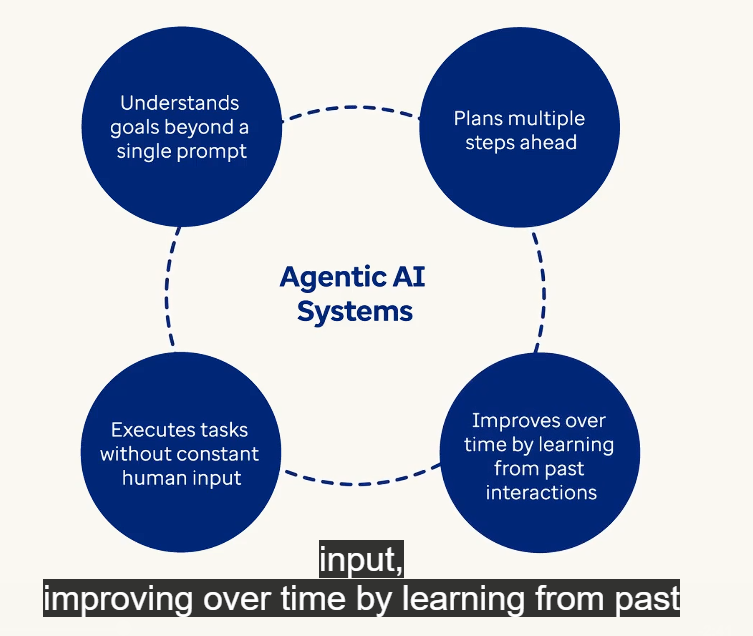 Understands
goals beyond a
single prompt
Plans multiple
steps ahead
Agentic AI
Systems
Executes tasks
without constant
human input
Improves over
time by learning
from past
interactions
input,
improving over time by learning from past